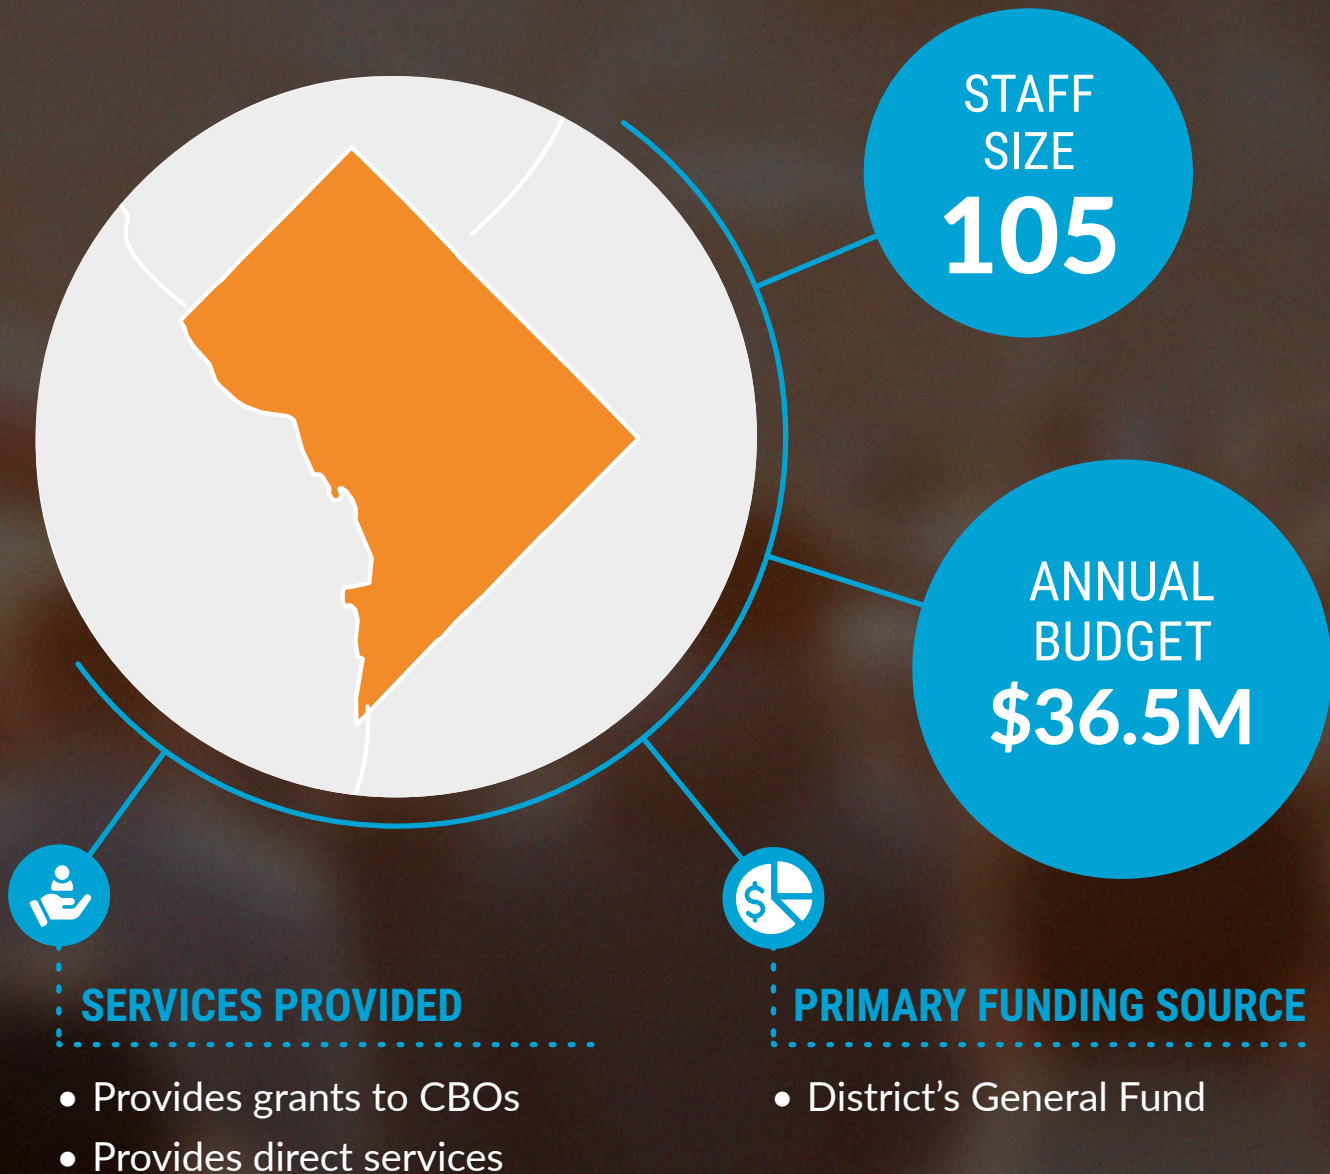 STAFF
SIZE
105
ANNUAL
BUDGET
$36.5M
SERVICES PROVIDED
• Provides grants to CBOs
• Provides direct services
PRIMARY FUNDING SOURCE
• District’s General Fund